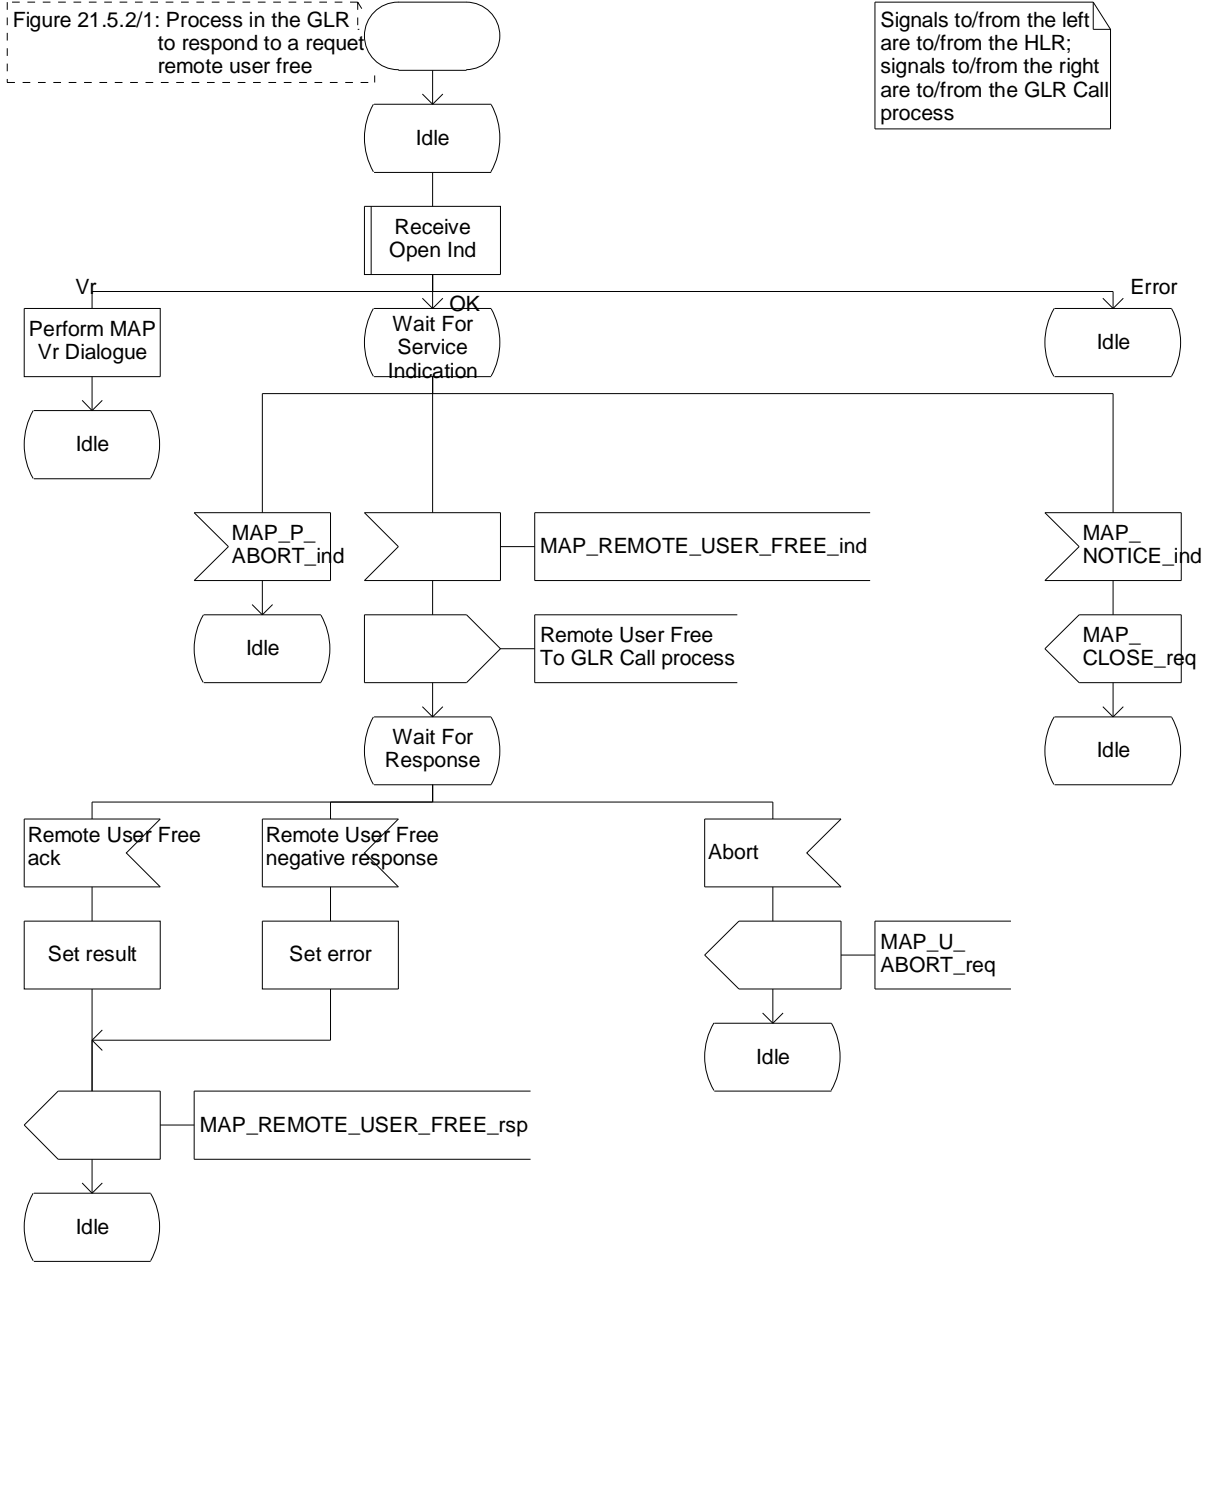 Figure 21.5.2/1: Process in the GLR
to respond to a requet
remote user free
Signals to/from the left
are to/from the HLR;
signals to/from the right
are to/from the GLR Call
process
Idle
Receive
Open Ind
Vr
OK
Error
Perform MAP
Vr Dialogue
Wait For
Service
Indication
Idle
Idle
MAP_P_
ABORT_ind
MAP_REMOTE_USER_FREE_ind
MAP_
NOTICE_ind
Idle
Remote User Free
To GLR Call process
MAP_
CLOSE_req
Wait For
Response
Idle
Remote User Free
ack
Remote User Free
negative response
Abort
Set result
Set error
MAP_U_
ABORT_req
Idle
MAP_REMOTE_USER_FREE_rsp
Idle